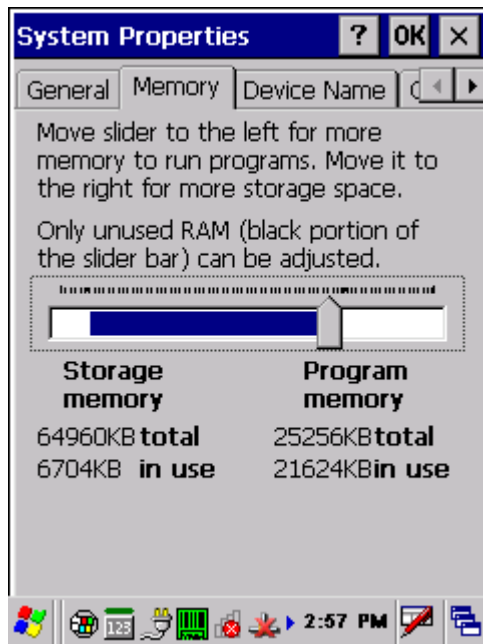 System Properties ? OK ×
General Memory Device Name
Move slider to the left for more
memory to run programs. Move it to
the right for more storage space.
Only unused RAM (black portion of
the slider bar) can be adjusted.
Storage memory
Program memory
64960KB total 25256KB total
6704KB in use 21624KB in use
123 2:57 PM